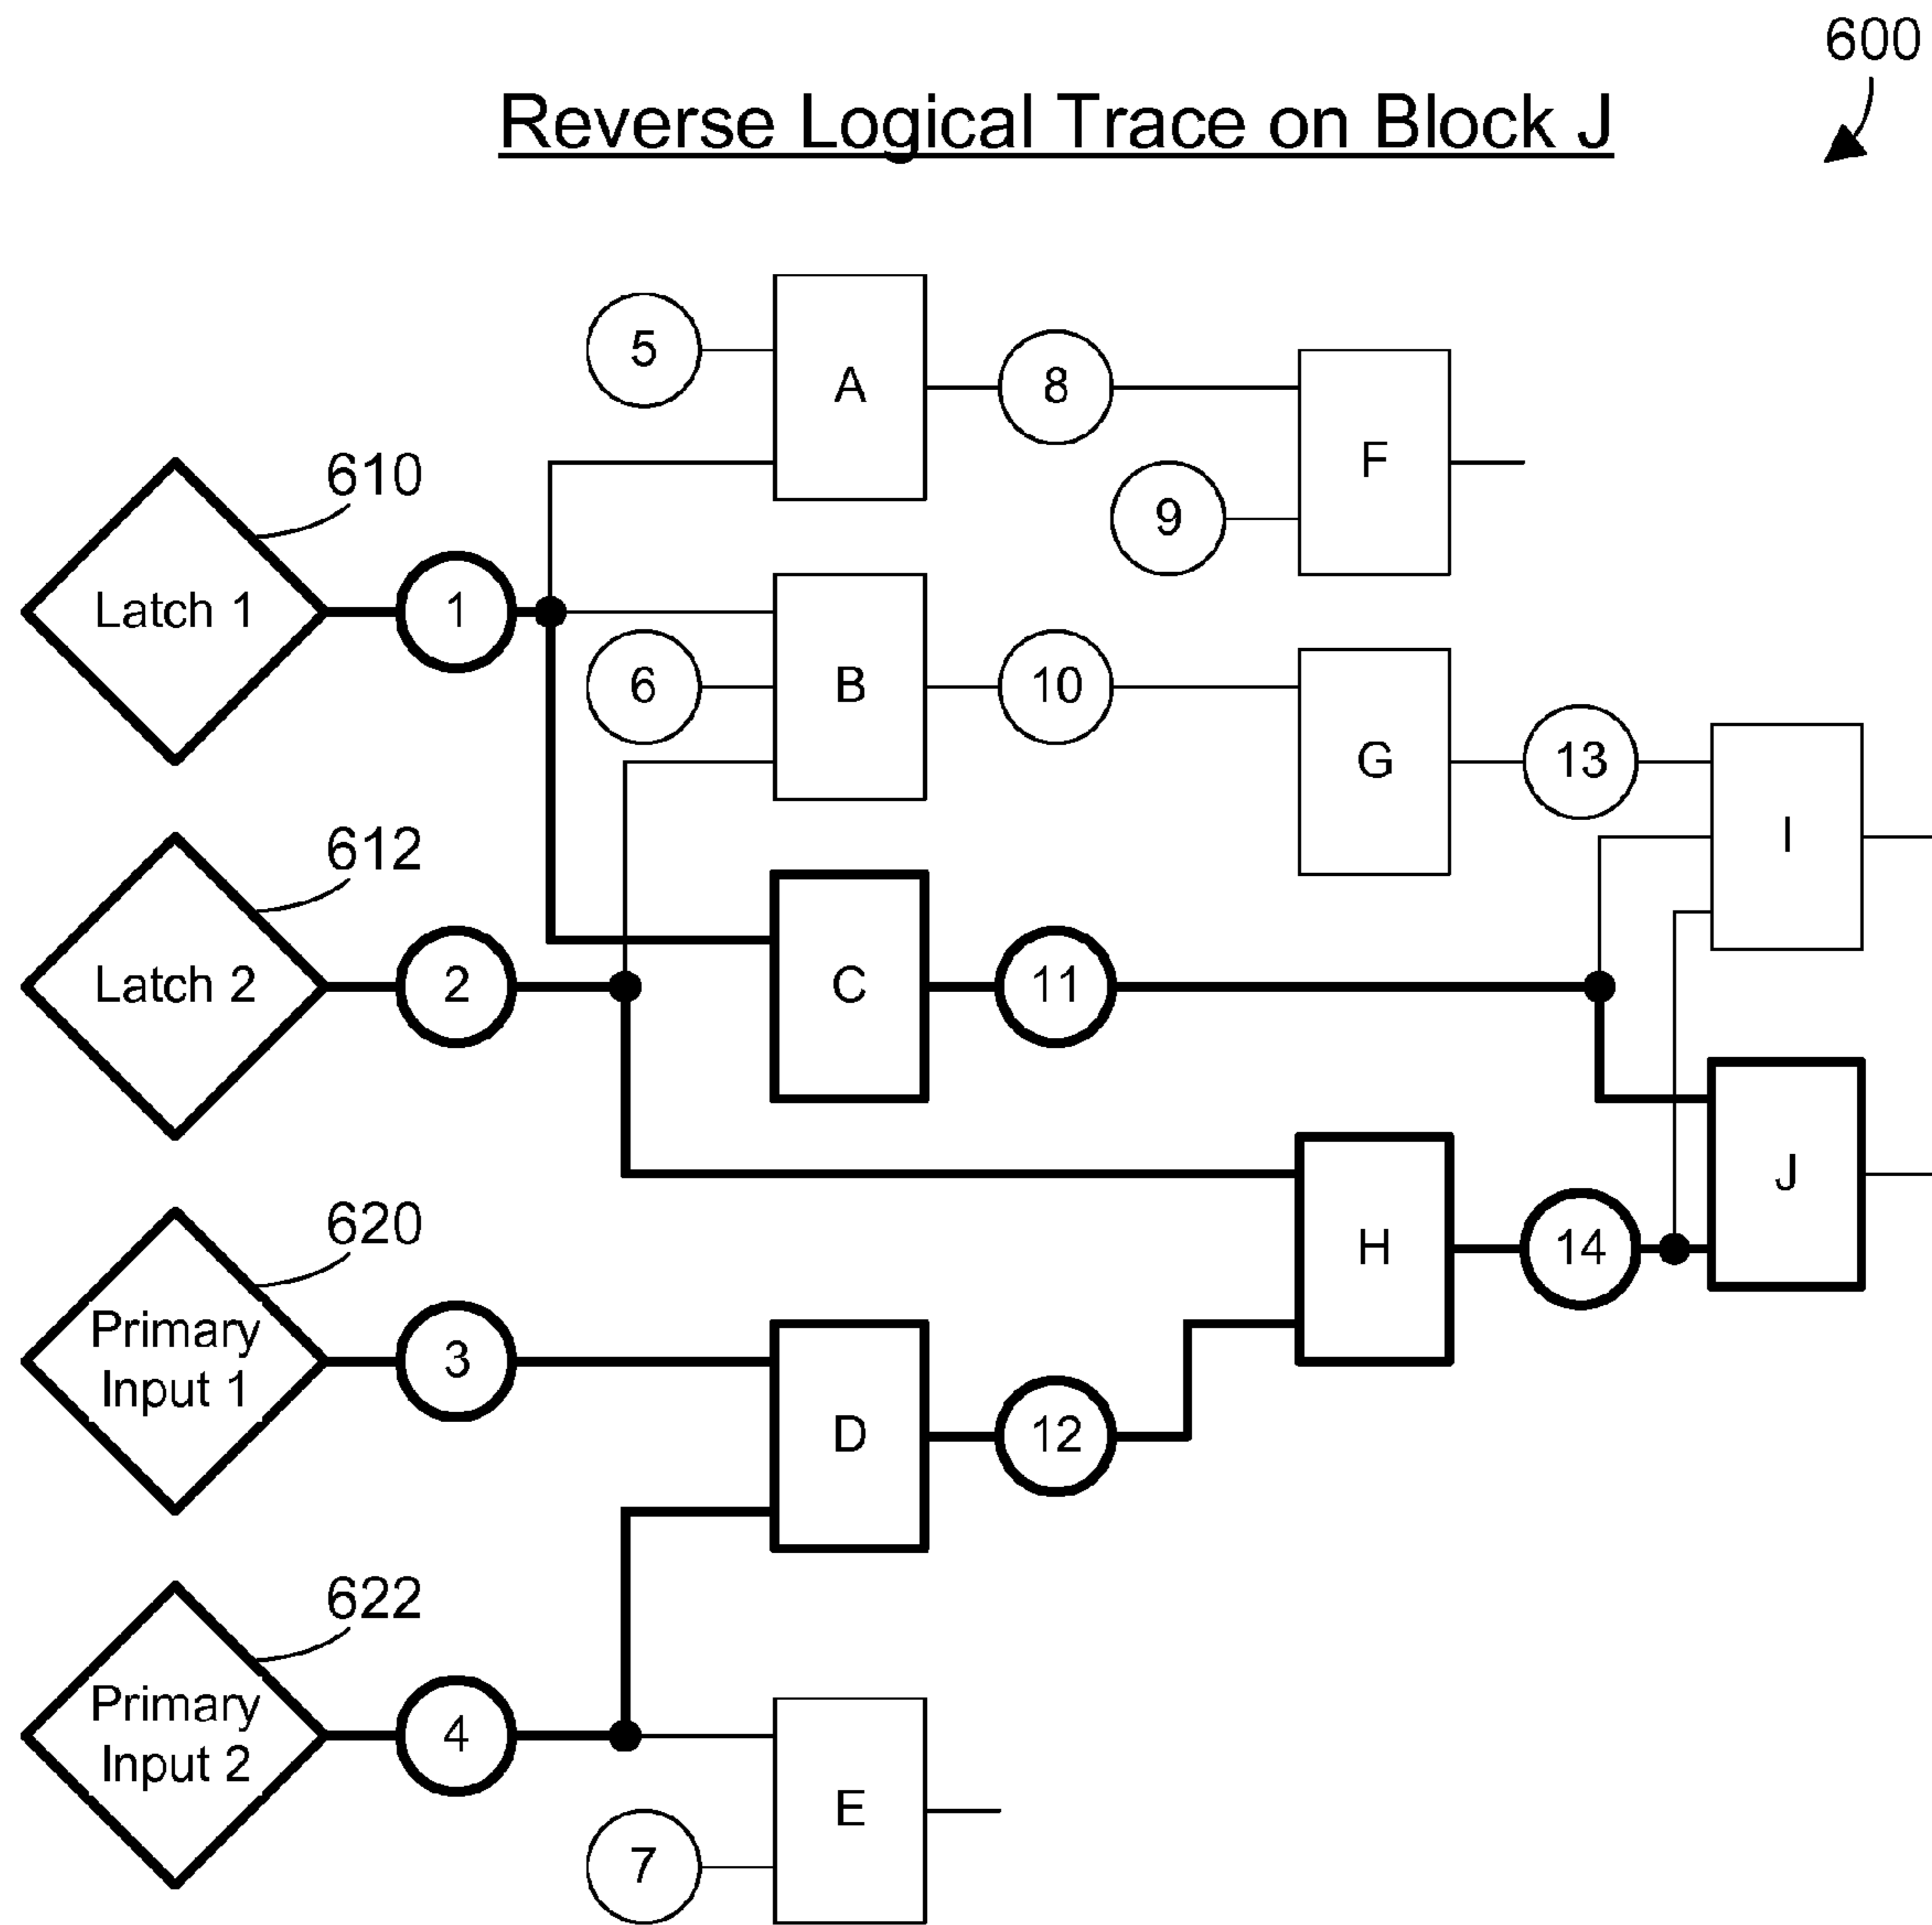 600
Reverse Logical Trace on Block J
5
A
8
F
9
610
Latch 1
1
6
B
10
G
13
I
612
Latch 2
2
C
11
J
620
Primary
Input 1
3
H
14
D
12
622
Primary
Input 2
4
E
7